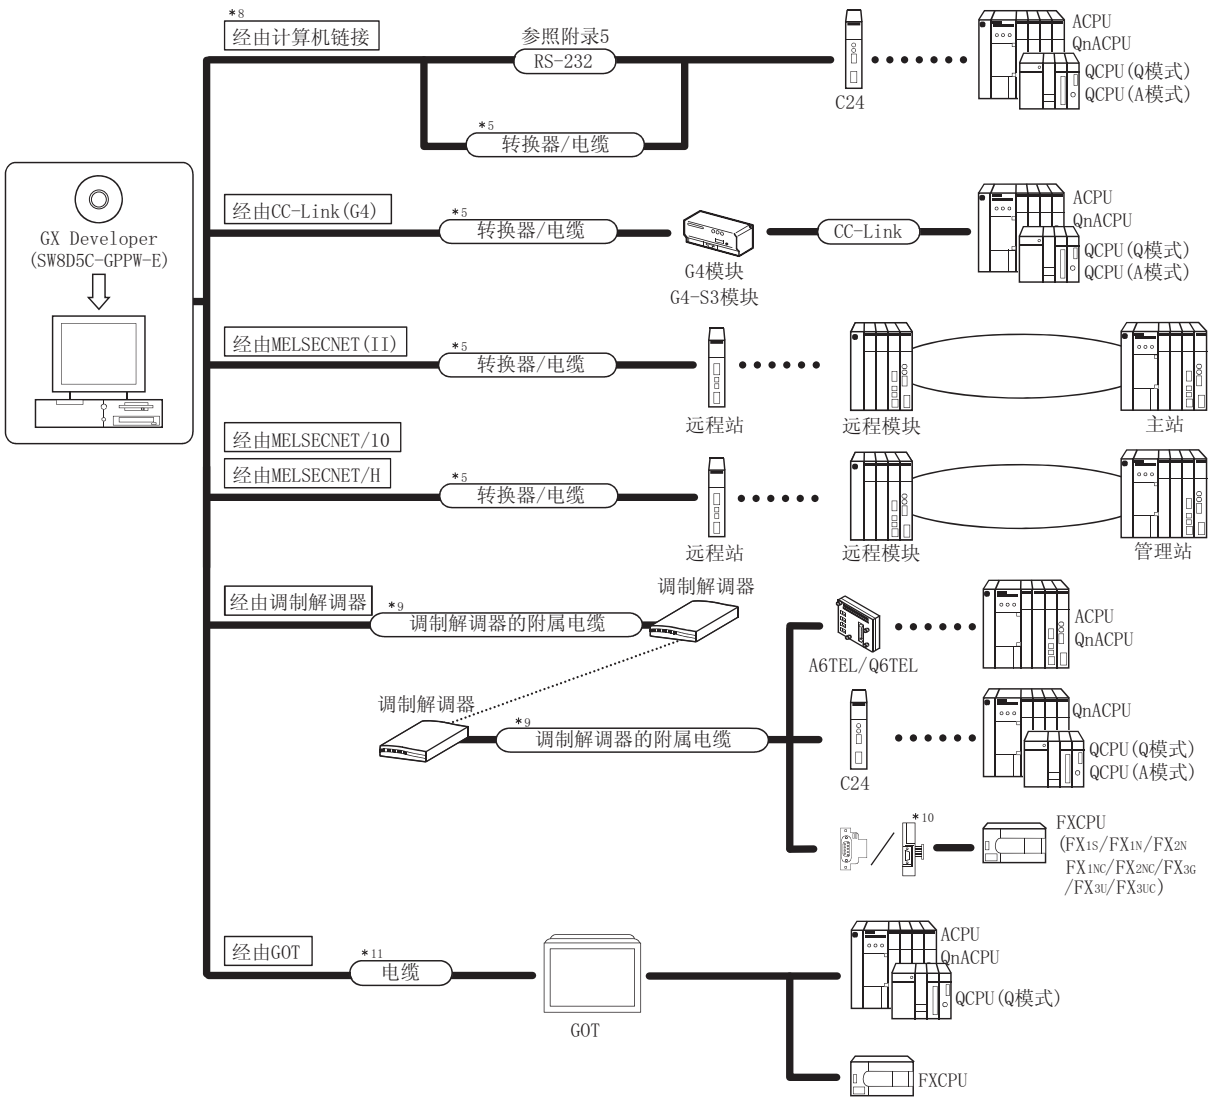 *8
经由计算机链接
参照附录5
RS-232
*5
转换器/电缆
C24
ACPU
QnACPU
QCPU(Q模式)
QCPU(A模式)
GX Developer
(SW8D5C-GPPW-E)
经由CC-Link(G4)
*5
转换器/电缆
G4模块
G4-S3模块
CC-Link
ACPU
QnACPU
QCPU(Q模式)
QCPU(A模式)
经由MELSECNET(II)
*5
转换器/电缆
远程站
远程模块
主站
经由MELSECNET/10
经由MELSECNET/H
*5
转换器/电缆
远程站
远程模块
管理站
经由调制解调器
*9
调制解调器的附属电缆
调制解调器
A6TEL/Q6TEL
ACPU
QnACPU
调制解调器
*9
调制解调器的附属电缆
C24
QnACPU
QCPU(Q模式)
QCPU(A模式)
*10
FXCPU
(FX1S/FX1N/FX2N
FX1NC/FX2NC/FX3G
/FX3U/FX3UC)
经由GOT
*11
电缆
GOT
ACPU
QnACPU
QCPU(Q模式)
FXCPU